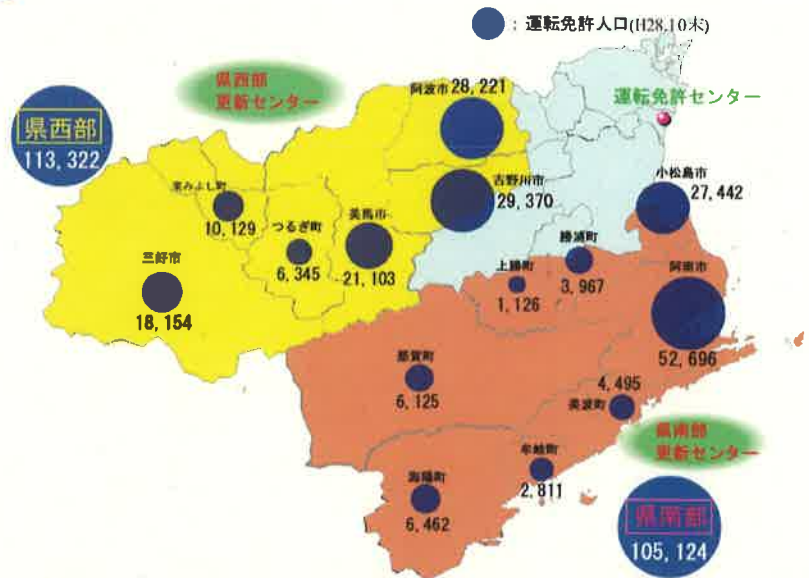 : 運転免許人口(H28.10末)
県西部
更新センター
運転免許センター
県西部
113,322
阿波市 28,221
吉野川市
29,370
小松島市
27,442
東みよし町
10,129
つるぎ町
6,345
美馬市
21,103
三好市
18,154
上勝町
1,126
勝浦町
3,967
阿南市
52,696
那賀町
6,125
4,495
美波町
牟岐町
2,811
海陽町
6,462
県南部
更新センター
県南部
105,124